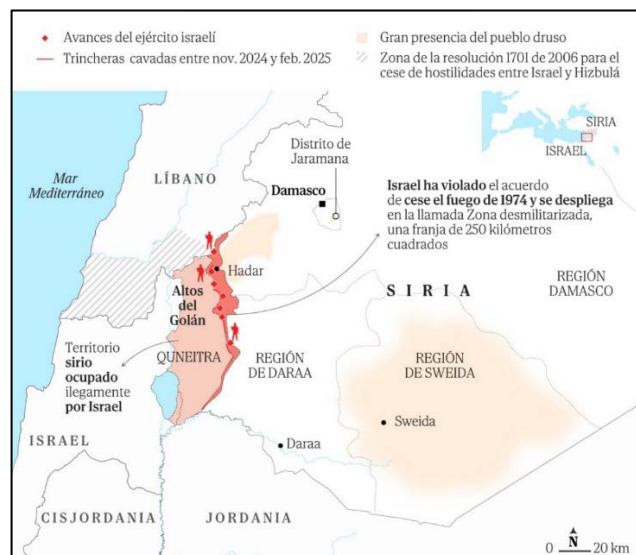 Avances del ejército israelí
Trincheras cavadas entre nov. 2024 y feb. 2025
Gran presencia del pueblo druso
Zona de la resolución 1701 de 2006 para el
cese de hostilidades entre Israel y Hizbulá
SIRIA
ISRAEL
Mar
Mediterráneo
LÍBANO
Distrito de
Jaramana
Damasco
Israel ha violado el acuerdo
de cese el fuego de 1974 y se despliega
en la llamada Zona desmilitarizada,
una franja de 250 kilómetros
cuadrados
Hadar
Altos
del
Golán
SIRIA
REGIÓN
DAMASCO
Territorio
sirio
ocupado
ilegamente
por Israel
QUNEITRA
REGIÓN
DE DARAA
REGIÓN
DE SWEIDA
Sweida
ISRAEL
Daraa
CISJORDANIA
JORDANIA
N
0
20 km